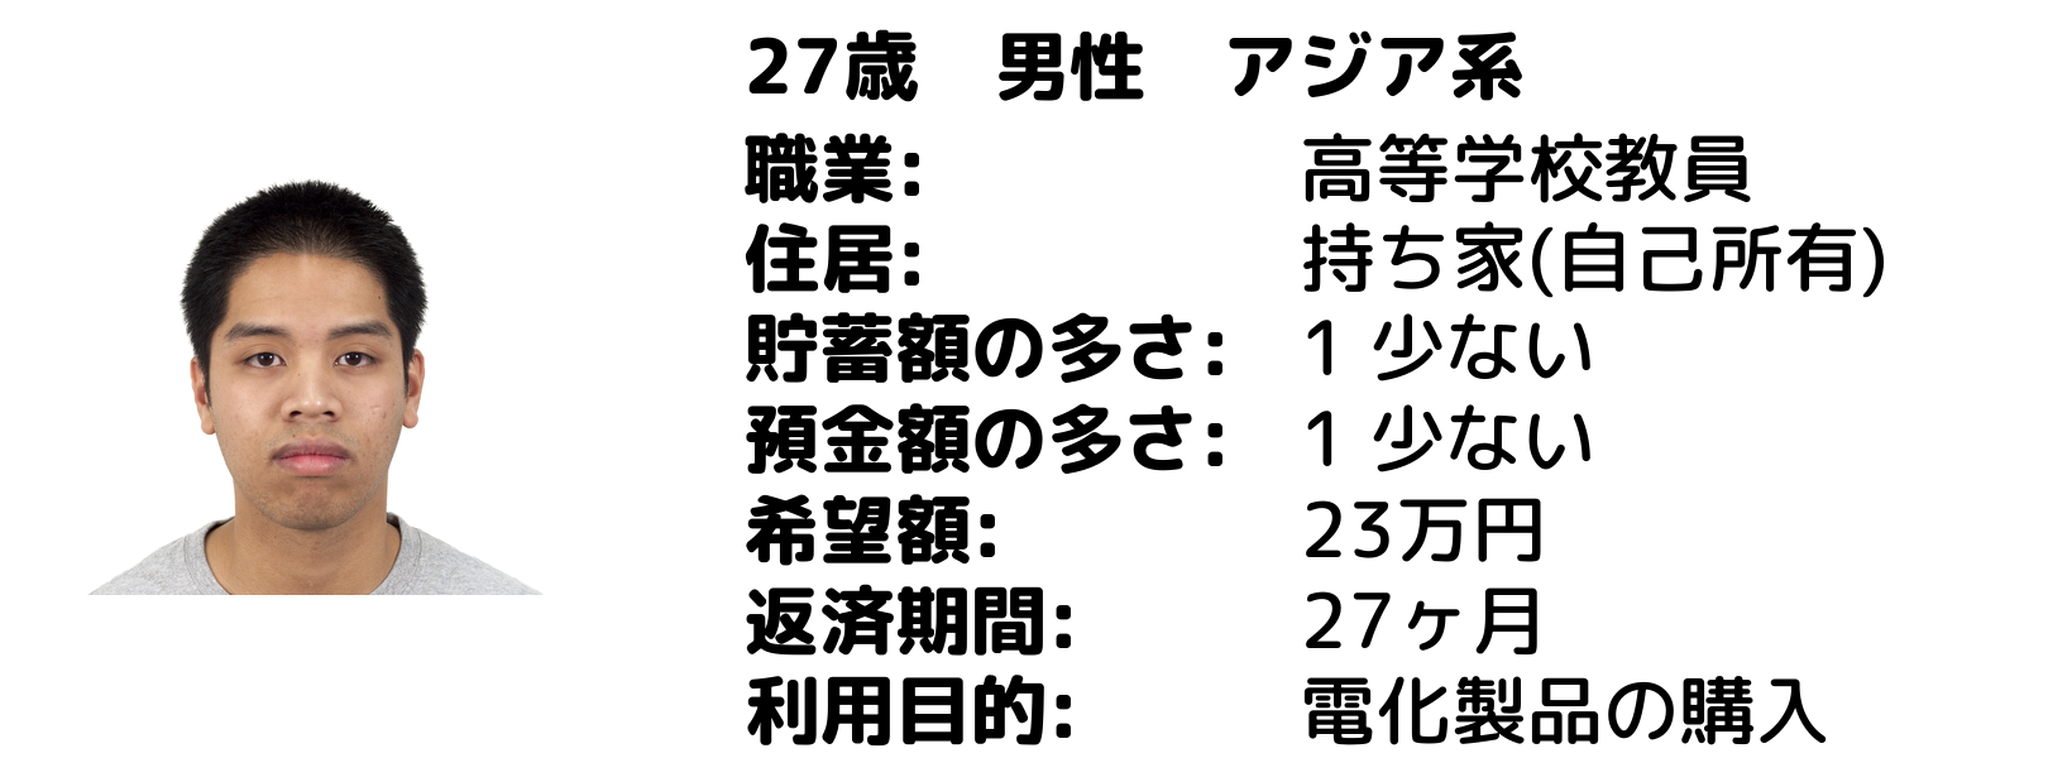 27歳　男性　アジア系
職業: 高等学校教員
住居: 持ち家(自己所有)
貯蓄額の多さ: 1 少ない
預金額の多さ: 1 少ない
希望額: 23万円
返済期間: 27ヶ月
利用目的: 電化製品の購入